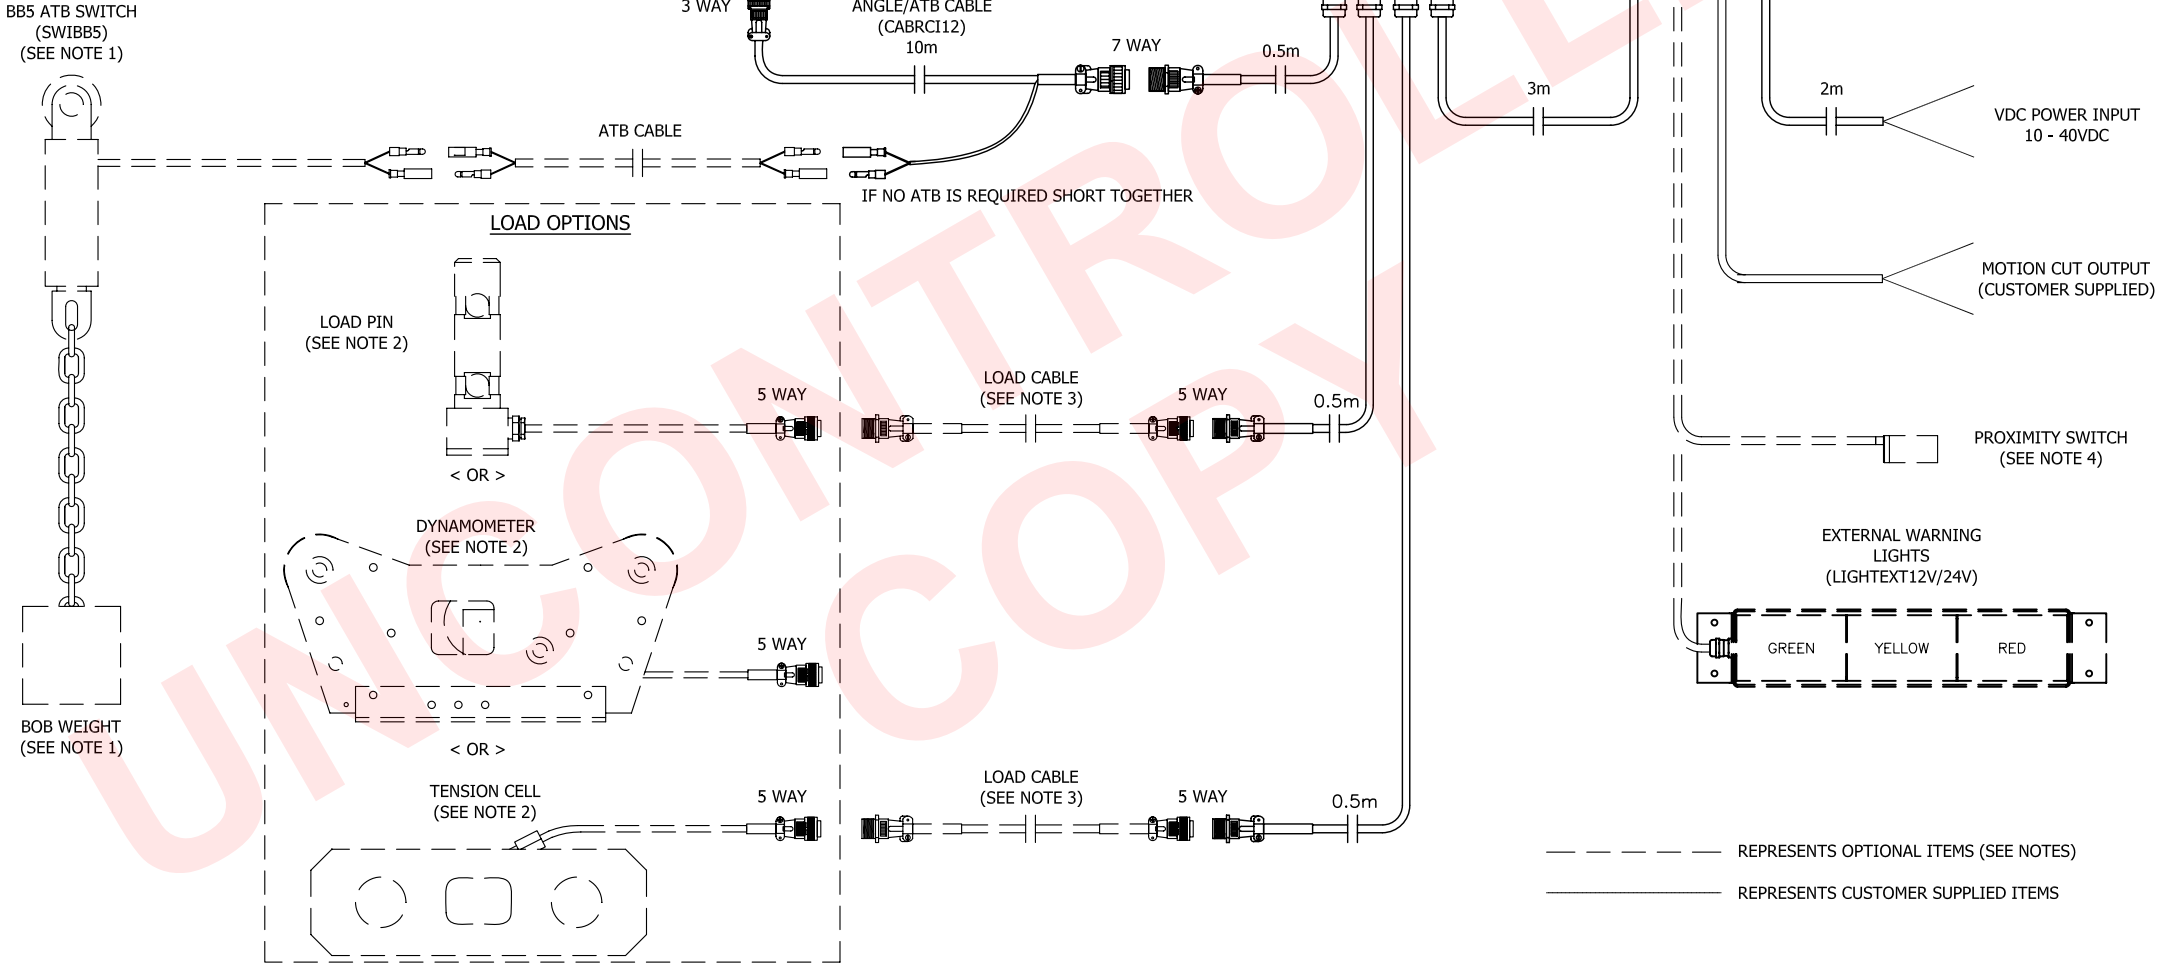 BB5 ATB SWITCH
(SWIBB5)
(SEE NOTE 1)
3 WAY
ANGLE/ATB CABLE
(CABRCI12)
10m
7 WAY
0.5m
3m
2m
VDC POWER INPUT
10 - 40VDC
ATB CABLE
IF NO ATB IS REQUIRED SHORT TOGETHER
LOAD OPTIONS
MOTION CUT OUTPUT
(CUSTOMER SUPPLIED)
LOAD PIN
(SEE NOTE 2)
5 WAY
LOAD CABLE
(SEE NOTE 3)
5 WAY
0.5m
< OR >
PROXIMITY SWITCH
(SEE NOTE 4)
DYNAMOMETER
(SEE NOTE 2)
5 WAY
EXTERNAL WARNING
LIGHTS
(LIGHTEXT12V/24V)
GREEN
YELLOW
RED
BOB WEIGHT
(SEE NOTE 1)
< OR >
TENSION CELL
(SEE NOTE 2)
5 WAY
LOAD CABLE
(SEE NOTE 3)
5 WAY
0.5m
REPRESENTS OPTIONAL ITEMS (SEE NOTES)
REPRESENTS CUSTOMER SUPPLIED ITEMS
UNCONTROLL
COPY